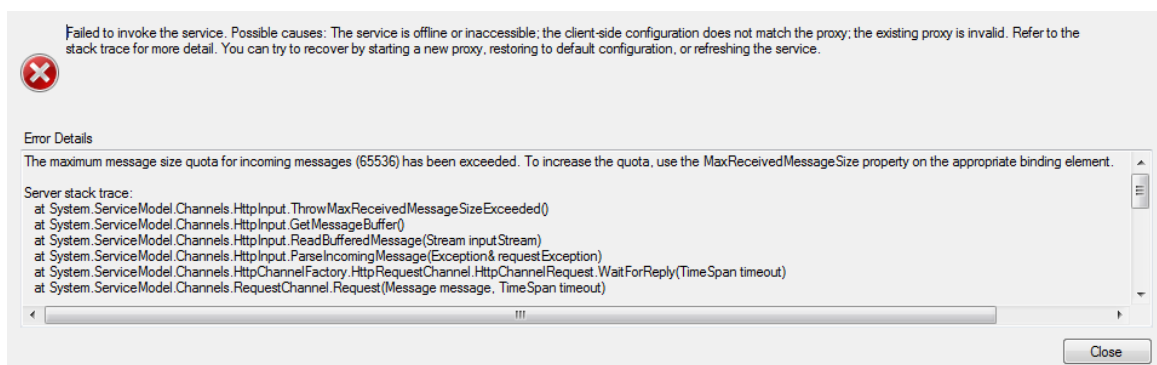 Failed to invoke the service. Possible causes: The service is offline or inaccessible; the client-side configuration does not match the proxy; the existing proxy is invalid. Refer to the
stack trace for more detail. You can try to recover by starting a new proxy, restoring to default configuration, or refreshing the service.
Error Details
The maximum message size quota for incoming messages (65536) has been exceeded. To increase the quota, use the MaxReceivedMessageSize property on the appropriate binding element.
Server stack trace:
at System.ServiceModel.Channels.HttpInput.ThrowMaxReceivedMessageSizeExceeded()
at System.ServiceModel.Channels.HttpInput.GetMessageBuffer()
at System.ServiceModel.Channels.HttpInput.ReadBufferedMessage(Stream inputStream)
at System.ServiceModel.Channels.HttpInput.ParseIncomingMessage(Exception& requestException)
at System.ServiceModel.Channels.HttpChannelFactory.HttpRequestChannel.HttpChannelRequest.WaitForReply(TimeSpan timeout)
at System.ServiceModel.Channels.RequestChannel.Request(Message message, TimeSpan timeout)
Close